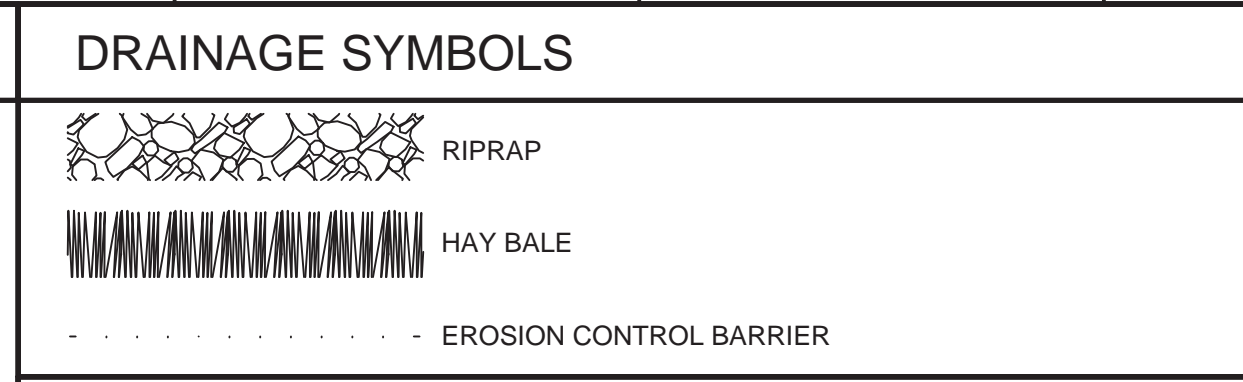 DRAINAGE SYMBOLS
RIPRAP
HAY BALE
EROSION CONTROL BARRIER